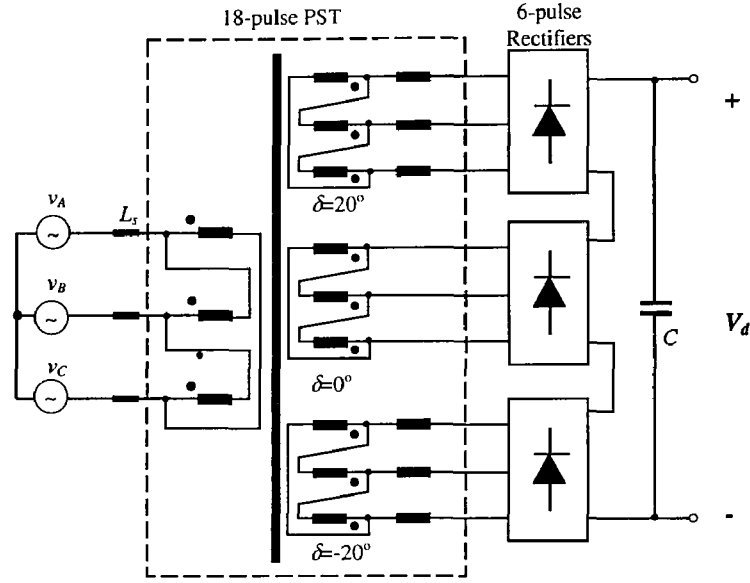 18-pulse PST
6-pulse
Rectifiers
+
δ=20°
v_A
L_s
~
v_B
~
δ=0°
C
V_d
v_C
~
δ=-20°
-